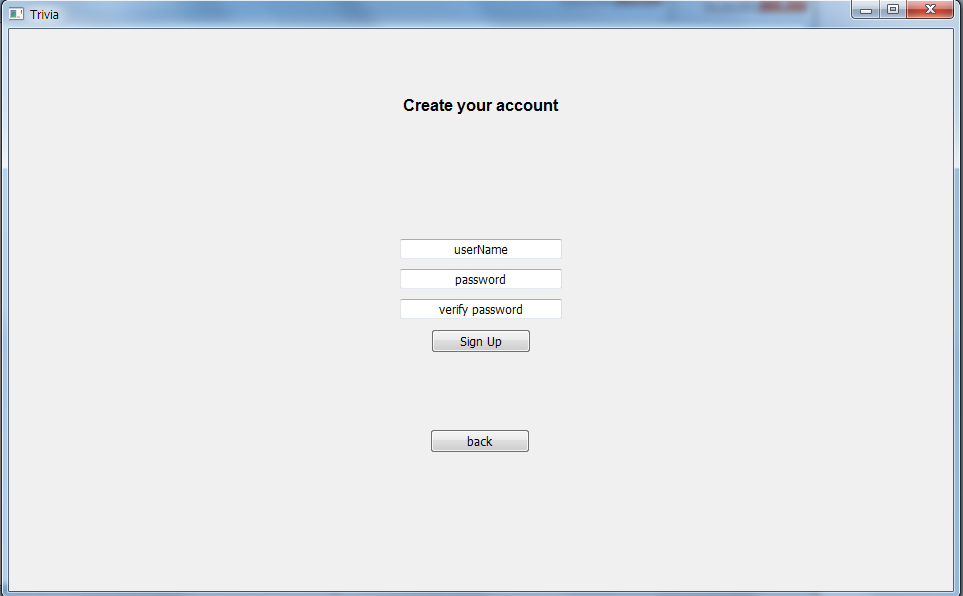 Trivia
Create your account
userName
password
verify password
Sign Up
back